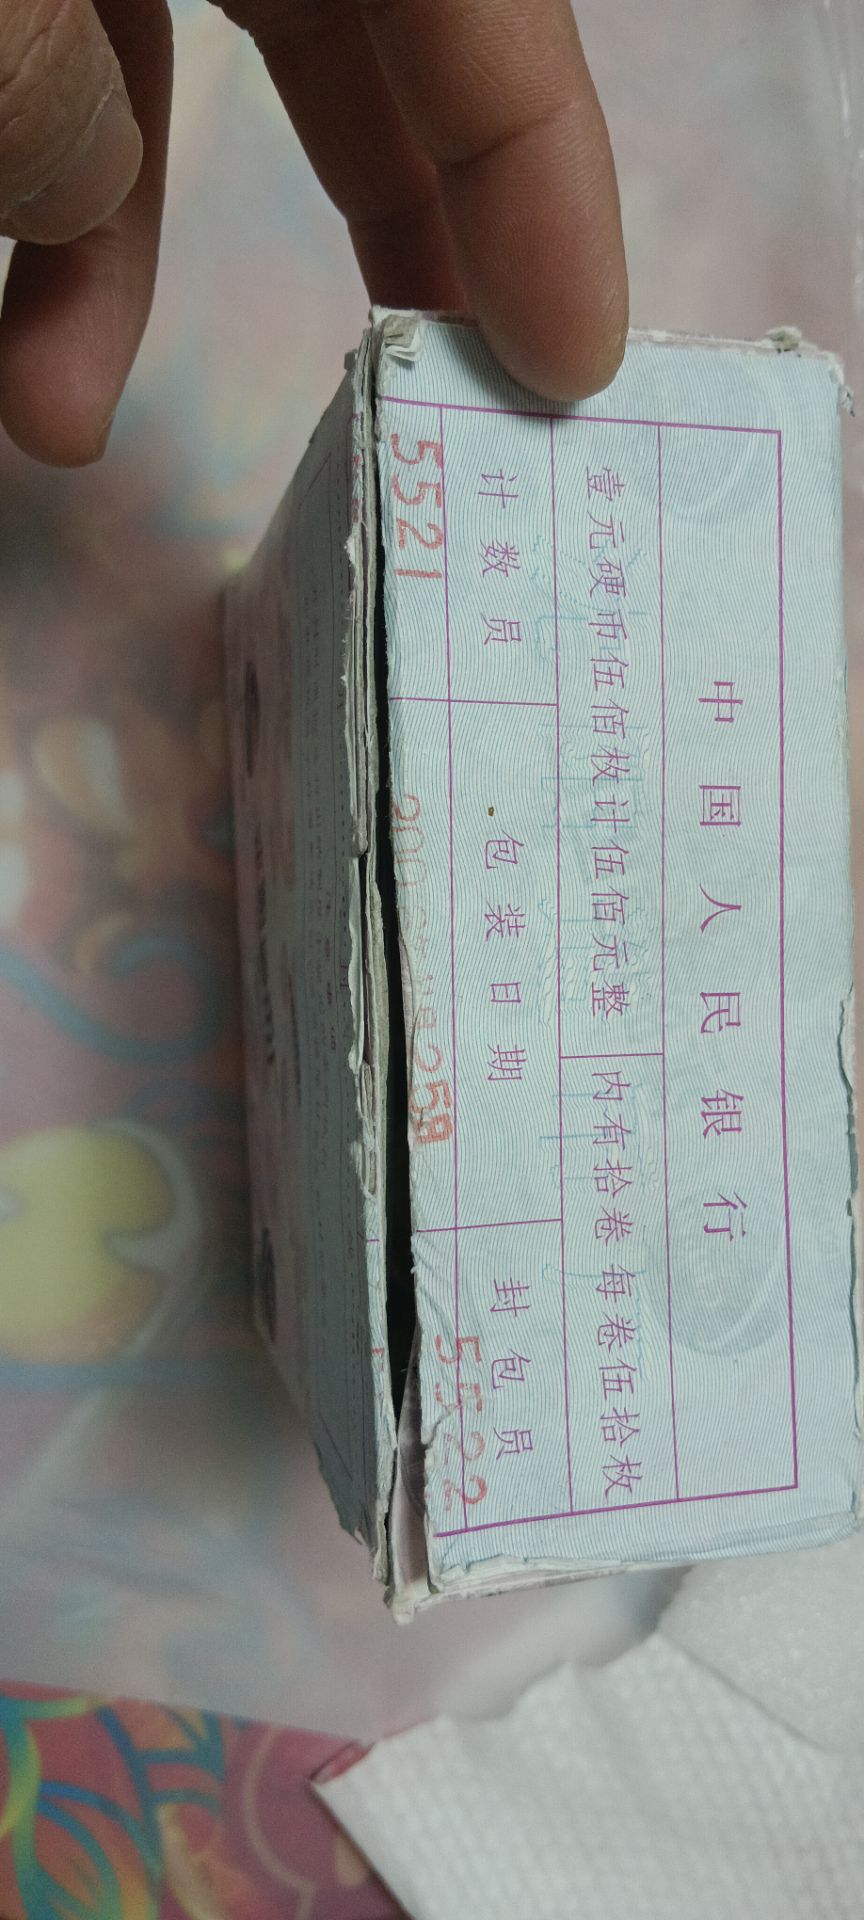 中国人民银行
壹元硬币伍佰枚计伍佰元整 内有拾卷 每卷伍拾枚
计数员 包装日期 封包员
5521 5522